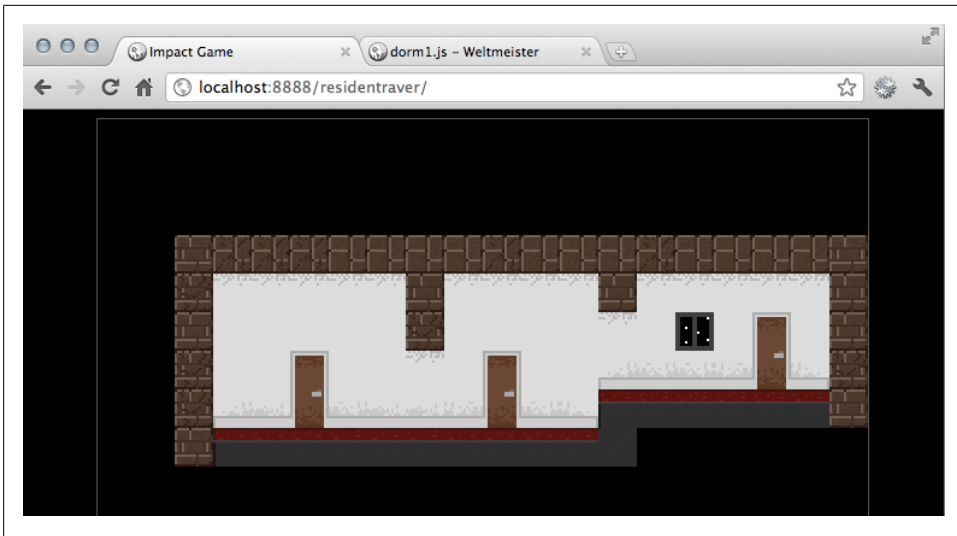 Impact Game
dorm1.js – Weltmeister
localhost:8888/residentraver/